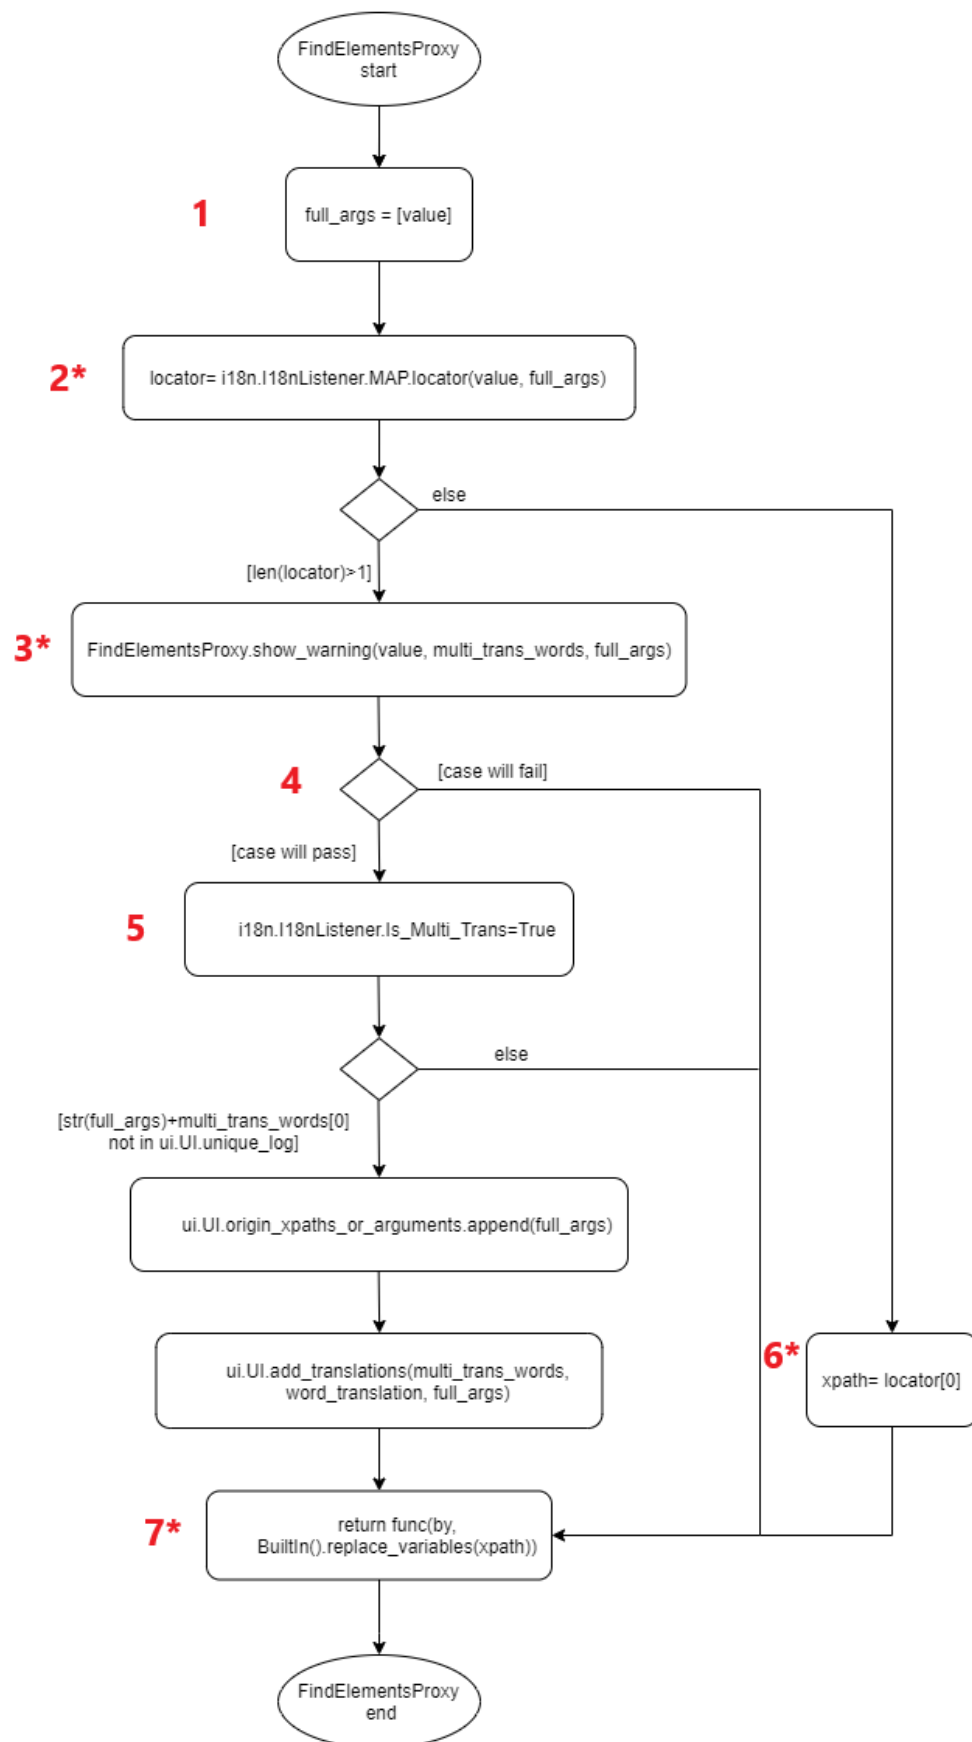 FindElementsProxy
start
1
full_args = [value]
2*
locator= i18n.I18nListener.MAP.locator(value, full_args)
else
[len(locator)>1]
3*
FindElementsProxy.show_warning(value, multi_trans_words, full_args)
4
[case will fail]
[case will pass]
5
i18n.I18nListener.Is_Multi_Trans=True
else
[str(full_args)+multi_trans_words[0]
not in ui.UI.unique_log]
ui.UI.origin_xpaths_or_arguments.append(full_args)
6*
xpath= locator[0]
ui.UI.add_translations(multi_trans_words,
word_translation, full_args)
7*
return func(by,
BuiltIn().replace_variables(xpath))
FindElementsProxy
end